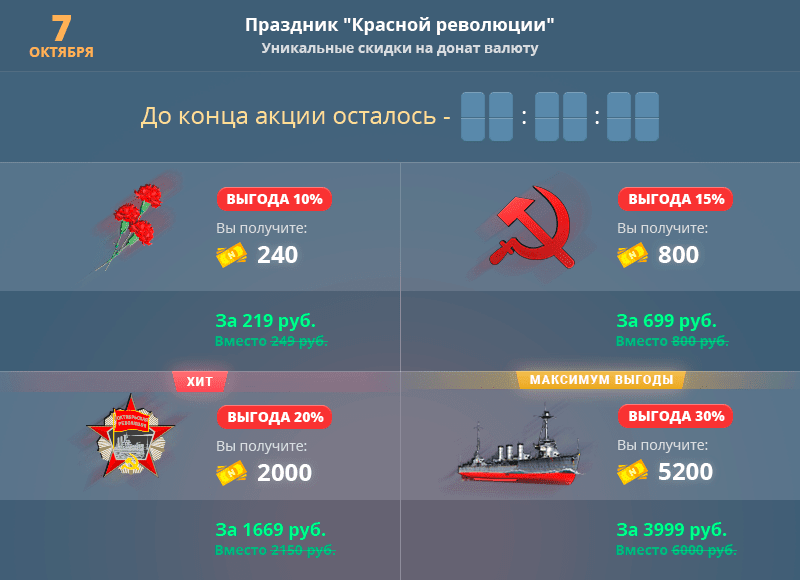 7
ОКТЯБРЯ
Праздник "Красной революции"
Уникальные скидки на донат валюту
До конца акции осталось - : :
ВЫГОДА 10%
Вы получите:
N 240
За 219 руб.
Вместо 249 руб.
ВЫГОДА 15%
Вы получите:
N 800
За 699 руб.
Вместо 800 руб.
ХИТ
ОКТЯБРЬСКАЯ
РЕВОЛЮЦИЯ
ВЫГОДА 20%
Вы получите:
N 2000
За 1669 руб.
Вместо 2150 руб.
МАКСИМУМ ВЫГОДЫ
ВЫГОДА 30%
Вы получите:
N 5200
За 3999 руб.
Вместо 6000 руб.